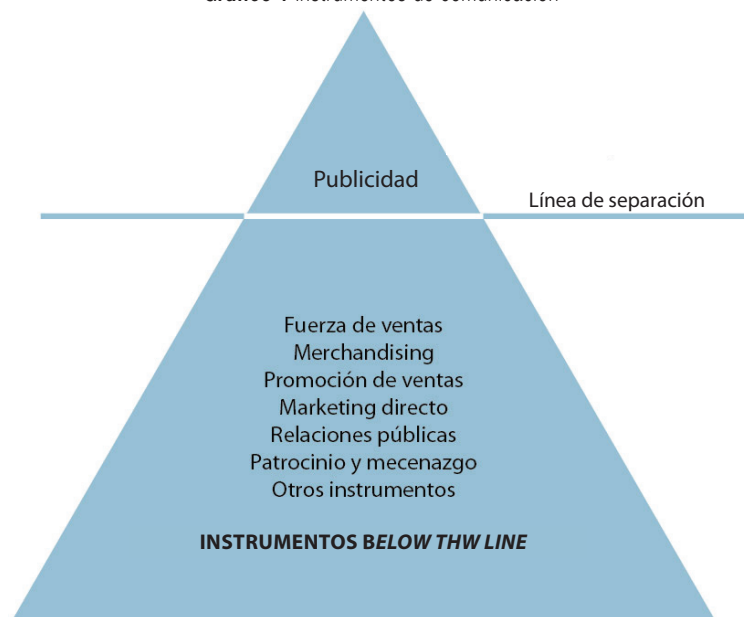 Publicidad
Línea de separación
Fuerza de ventas
Merchandising
Promoción de ventas
Marketing directo
Relaciones públicas
Patrocinio y mecenazgo
Otros instrumentos
INSTRUMENTOS BELOW THW LINE